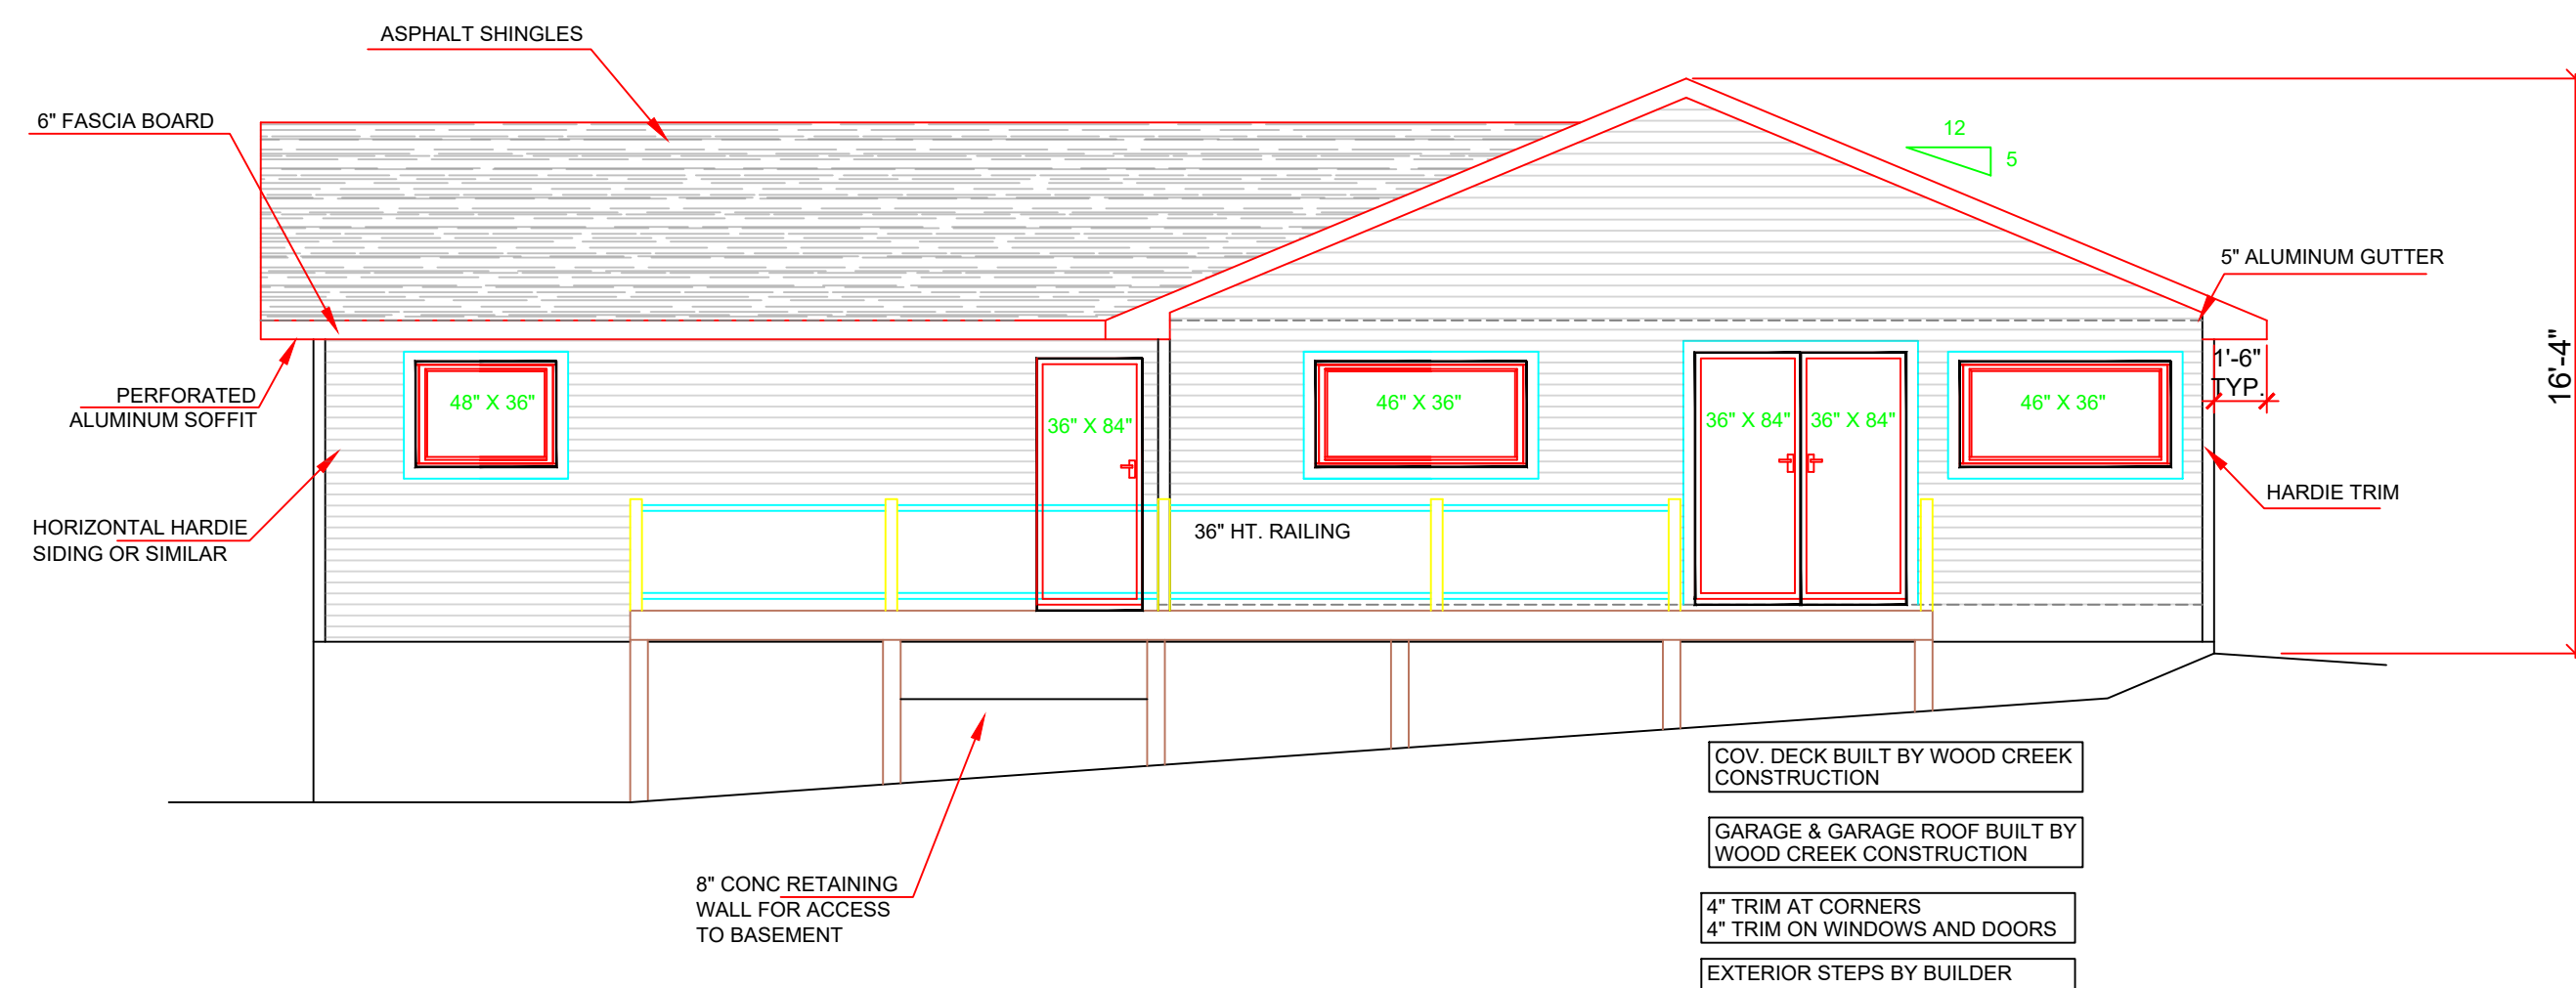 ASPHALT SHINGLES
6" FASCIA BOARD
12
5
5" ALUMINUM GUTTER
1'-6"
TYP.
16'-4"
PERFORATED
ALUMINUM SOFFIT
48" X 36"
36" X 84"
46" X 36"
36" X 84"
36" X 84"
46" X 36"
HARDIE TRIM
HORIZONTAL HARDIE
SIDING OR SIMILAR
36" HT. RAILING
COV. DECK BUILT BY WOOD CREEK
CONSTRUCTION
GARAGE & GARAGE ROOF BUILT BY
WOOD CREEK CONSTRUCTION
8" CONC RETAINING
WALL FOR ACCESS
TO BASEMENT
4" TRIM AT CORNERS
4" TRIM ON WINDOWS AND DOORS
EXTERIOR STEPS BY BUILDER